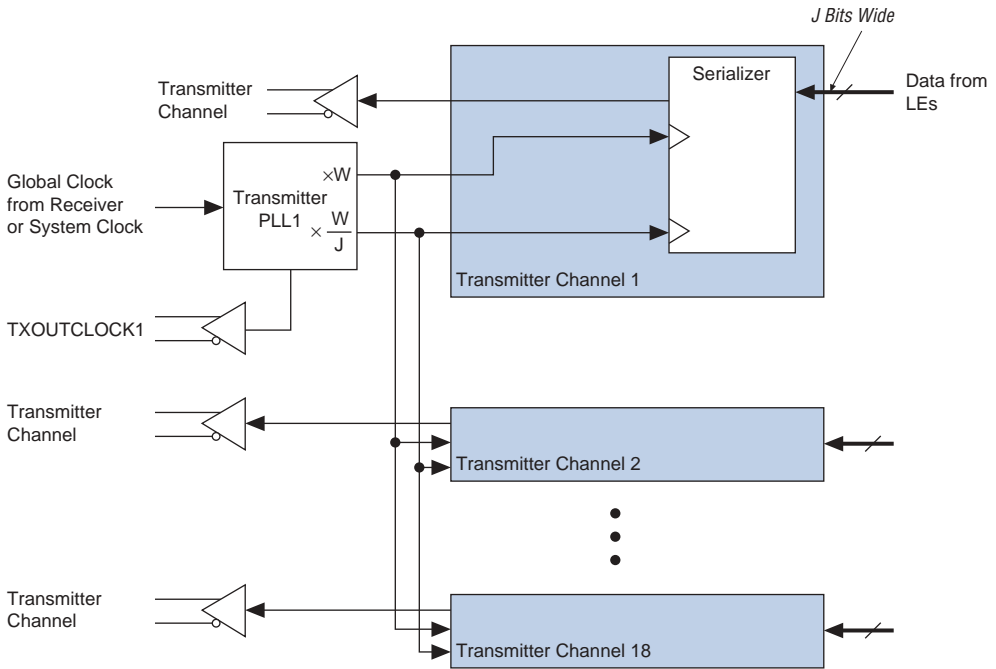 J Bits Wide
Serializer
Transmitter
Channel
Data from
LEs
Global Clock
from Receiver
or System Clock
×W
Transmitter
PLL1
× W
J
Transmitter Channel 1
TXOUTCLOCK1
Transmitter
Channel
Transmitter Channel 2
Transmitter
Channel
Transmitter Channel 18